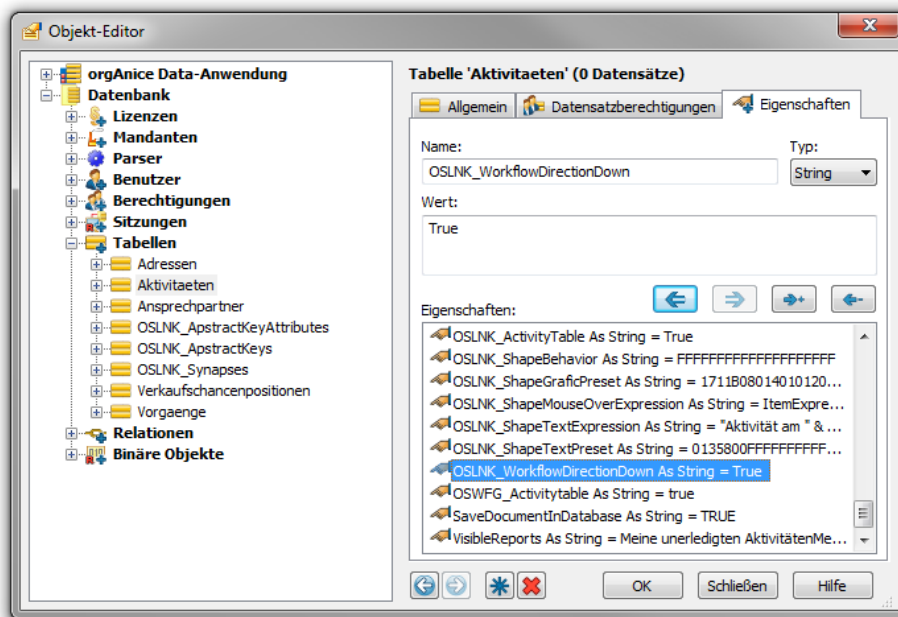 Objekt-Editor
orgAnice Data-Anwendung
Datenbank
Lizenzen
Mandanten
Parser
Benutzer
Berechtigungen
Sitzungen
Tabellen
Adressen
Aktivitaeten
Ansprechpartner
OSLNK_ApstractKeyAttributes
OSLNK_ApstractKeys
OSLNK_Synapses
Verkaufschancenpositionen
Vorgaenge
Relationen
Binäre Objekte
Tabelle 'Aktivitaeten' (0 Datensätze)
Allgemein Datensatzberechtigungen Eigenschaften
Name: Typ:
OSLNK_WorkflowDirectionDown String
Wert:
True
Eigenschaften:
OSLNK_ActivityTable As String = True
OSLNK_ShapeBehavior As String = FFFFFFFFFFFFFFFFFFFF
OSLNK_ShapeGraficPreset As String = 1711B08014010120...
OSLNK_ShapeMouseOverExpression As String = ItemExpre...
OSLNK_ShapeTextExpression As String = "Aktivität am " & ...
OSLNK_ShapeTextPreset As String = 0135800FFFFFFFFFF...
OSLNK_WorkflowDirectionDown As String = True
OSWFG_Activitytable As String = true
SaveDocumentInDatabase As String = TRUE
VisibleReports As String = Meine unerledigten AktivitätenMe...
OK Schließen Hilfe